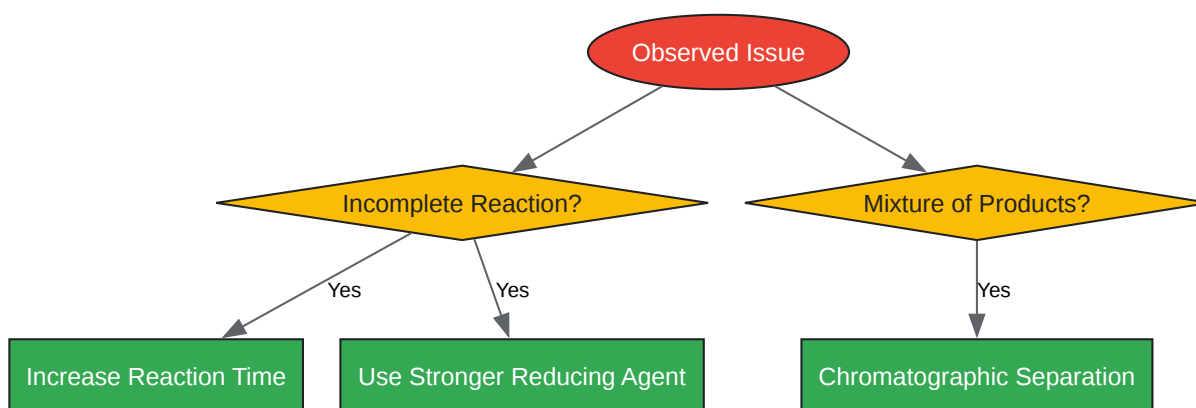 Observed Issue
Incomplete Reaction?
Mixture of Products?
Yes
Yes
Yes
Increase Reaction Time
Use Stronger Reducing Agent
Chromatographic Separation